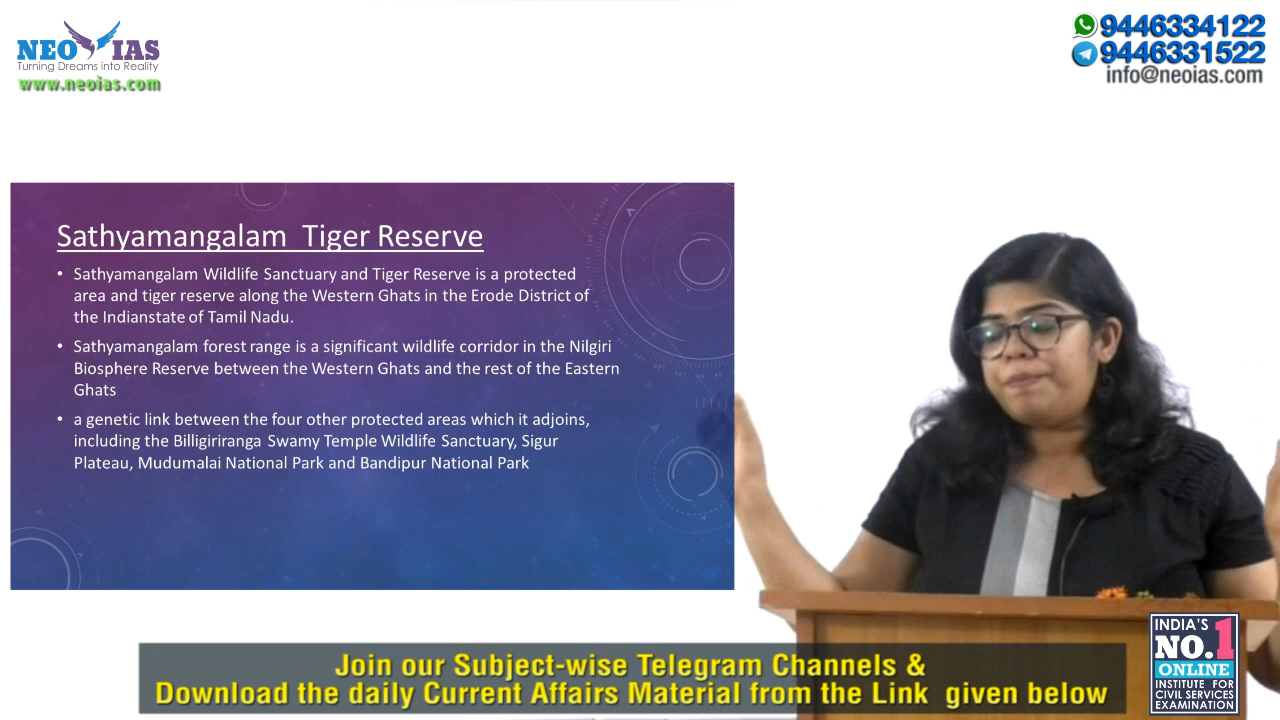 NEO IAS
Turning Dreams into Reality
www.neoias.com
9446334122
9446331522
info@neoias.com
Sathyamangalam Tiger Reserve
• Sathyamangalam Wildlife Sanctuary and Tiger Reserve is a protected
area and tiger reserve along the Western Ghats in the Erode District of
the Indianstate of Tamil Nadu.
• Sathyamangalam forest range is a significant wildlife corridor in the Nilgiri
Biosphere Reserve between the Western Ghats and the rest of the Eastern
Ghats
• a genetic link between the four other protected areas which it adjoins,
including the Billigiriranga Swamy Temple Wildlife Sanctuary, Sigur
Plateau, Mudumalai National Park and Bandipur National Park
Join our Subject-wise Telegram Channels &
Download the daily Current Affairs Material from the Link given below
INDIA'S
NO.1
ONLINE
INSTITUTE FOR
CIVIL SERVICES
EXAMINATION